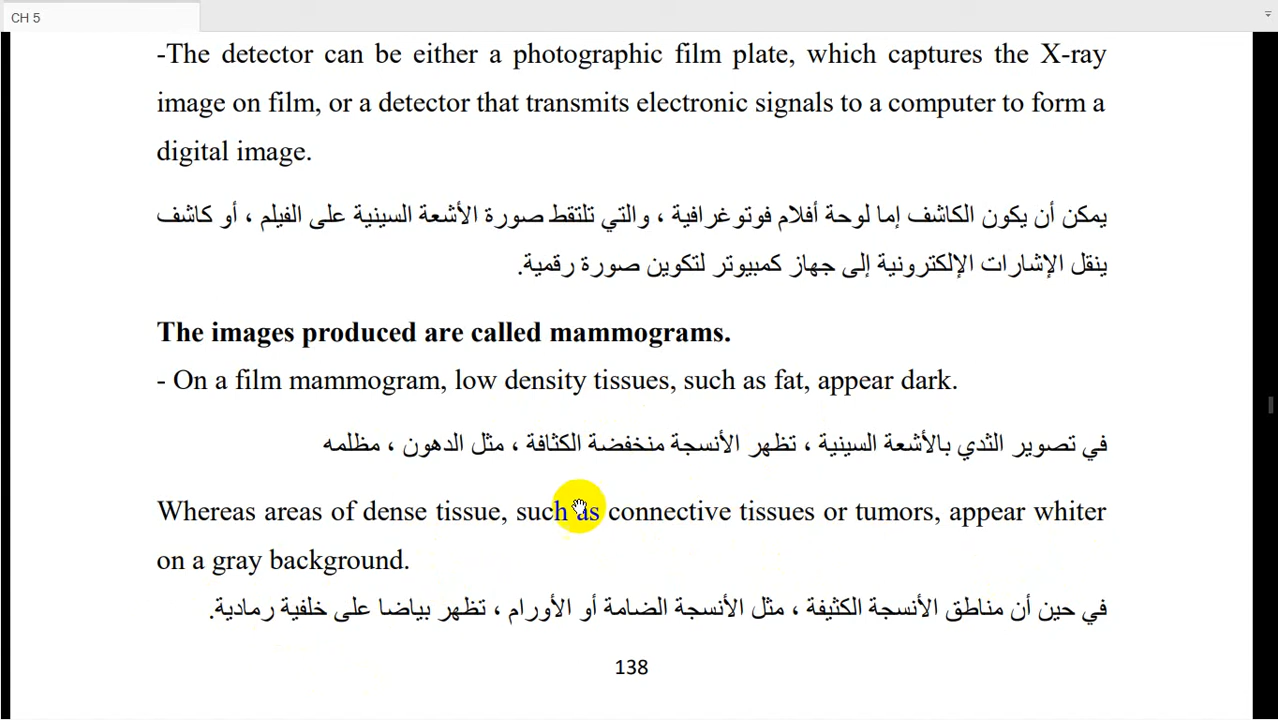 CH 5
-The detector can be either a photographic film plate, which captures the X-ray
image on film, or a detector that transmits electronic signals to a computer to form a
digital image.
يمكن أن يكون الكاشف إما لوحة أفلام فوتوغرافية ، والتي تلتقط صورة الأشعة السينية على الفيلم ، أو كاشف
ينقل الإشارات الإلكترونية إلى جهاز كمبيوتر لتكوين صورة رقمية.
The images produced are called mammograms.
- On a film mammogram, low density tissues, such as fat, appear dark.
في تصوير الثدي بالأشعة السينية ، تظهر الأنسجة منخفضة الكثافة ، مثل الدهون ، مظلمه
Whereas areas of dense tissue, such as connective tissues or tumors, appear whiter
on a gray background.
في حين أن مناطق الأنسجة الكثيفة ، مثل الأنسجة الضامة أو الأورام ، تظهر بياضا على خلفية رمادية.
138